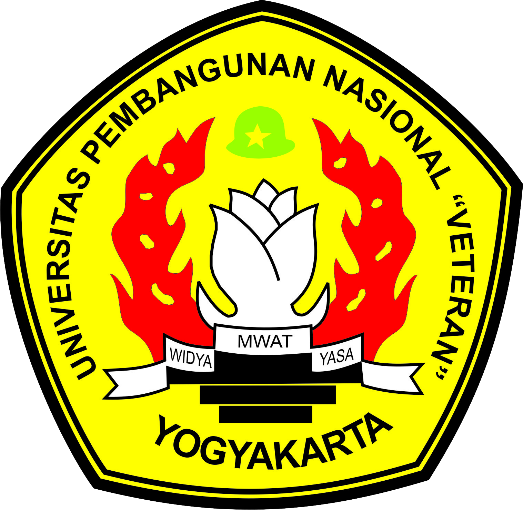 UNIVERSITAS PEMBANGUNAN NASIONAL “VETERAN”
WIDYA MWAT YASA
YOGYAKARTA